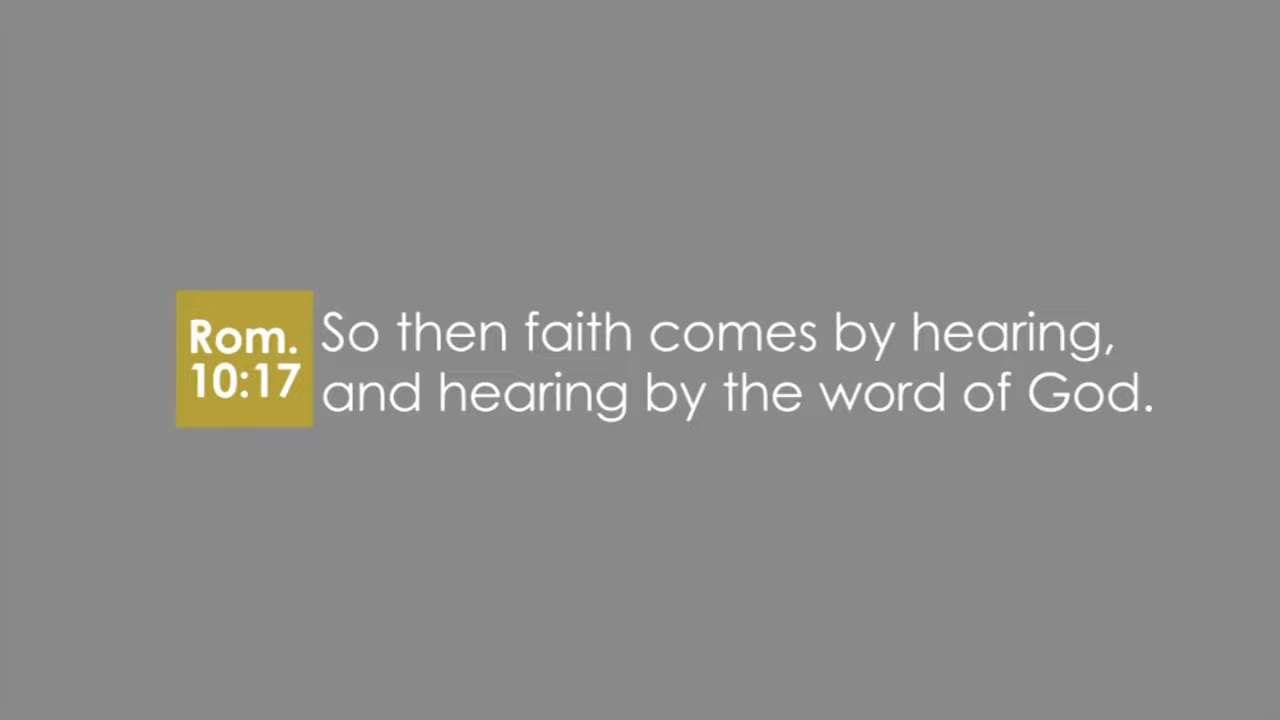 Rom.
10:17
So then faith comes by hearing,
and hearing by the word of God.